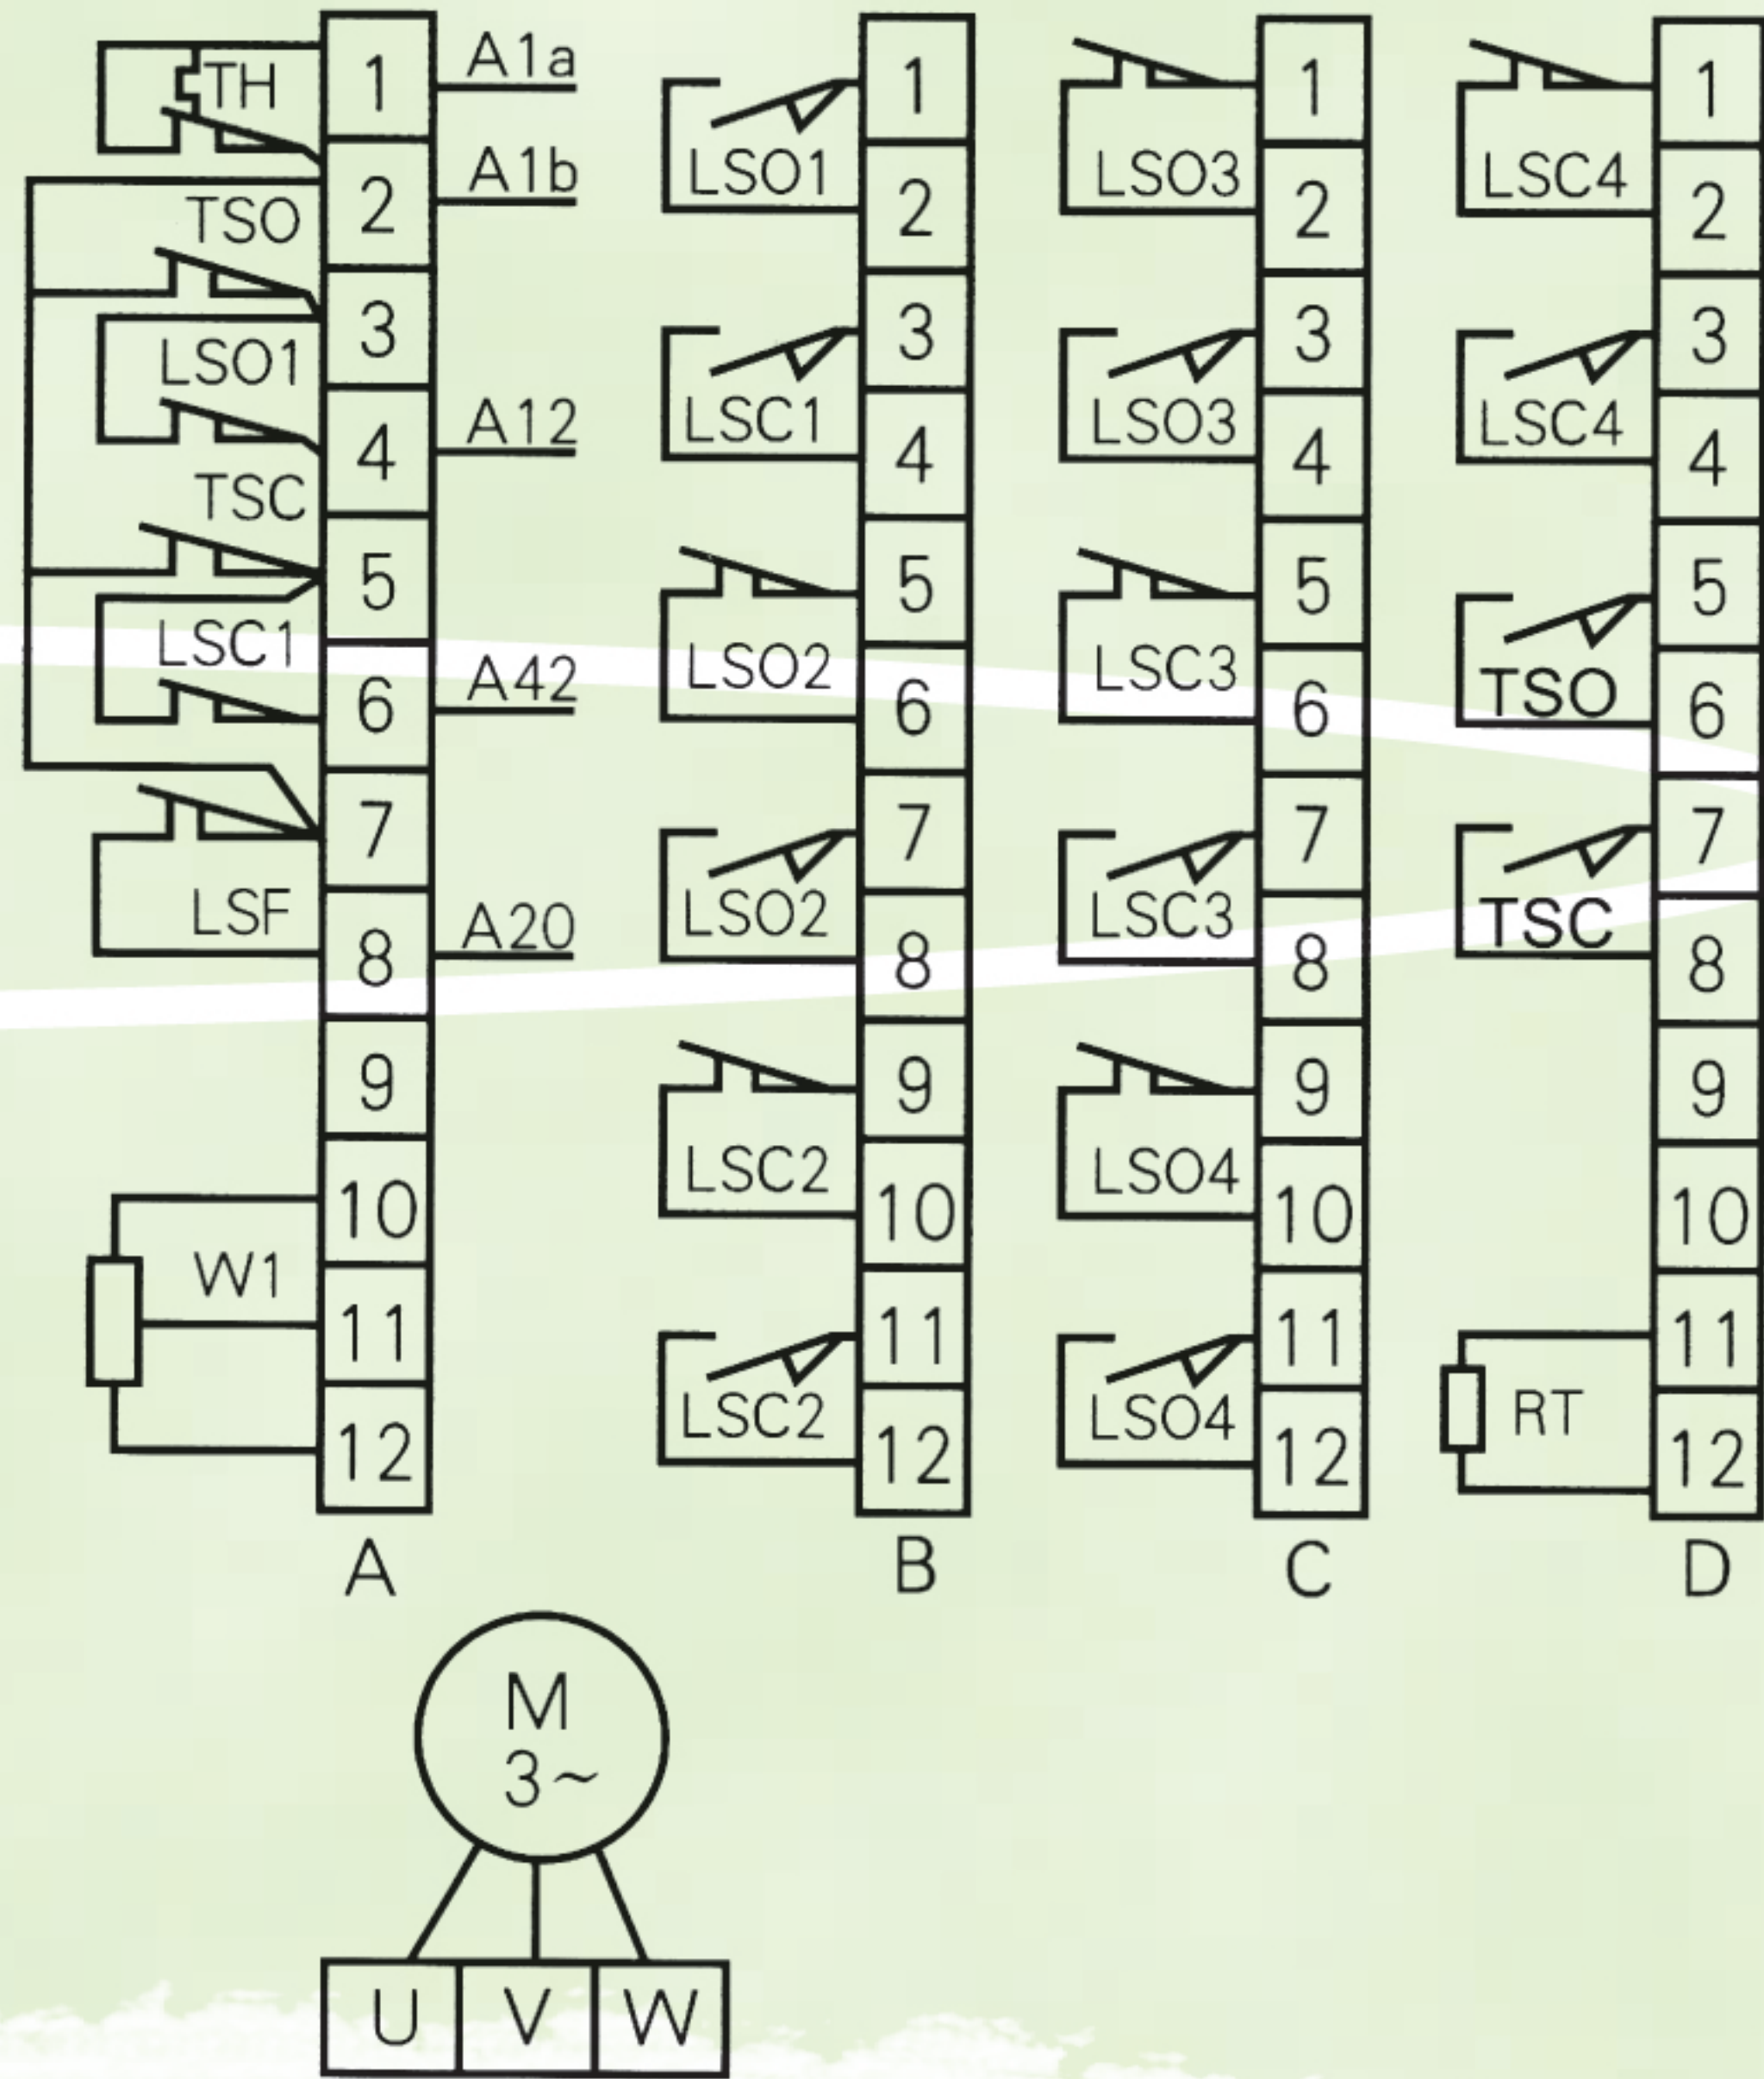 TH
TSO
LSO1
TSC
LSC1
LSF
W1
1
2
3
4
5
6
7
8
9
10
11
12
A1a
A1b
A12
A42
A20
A
LSO1
LSC1
LSO2
LSO2
LSC2
LSC2
1
2
3
4
5
6
7
8
9
10
11
12
B
LSO3
LSO3
LSC3
LSC3
LSO4
LSO4
1
2
3
4
5
6
7
8
9
10
11
12
C
LSC4
LSC4
TSO
TSC
RT
1
2
3
4
5
6
7
8
9
10
11
12
D
M
3~
U V W